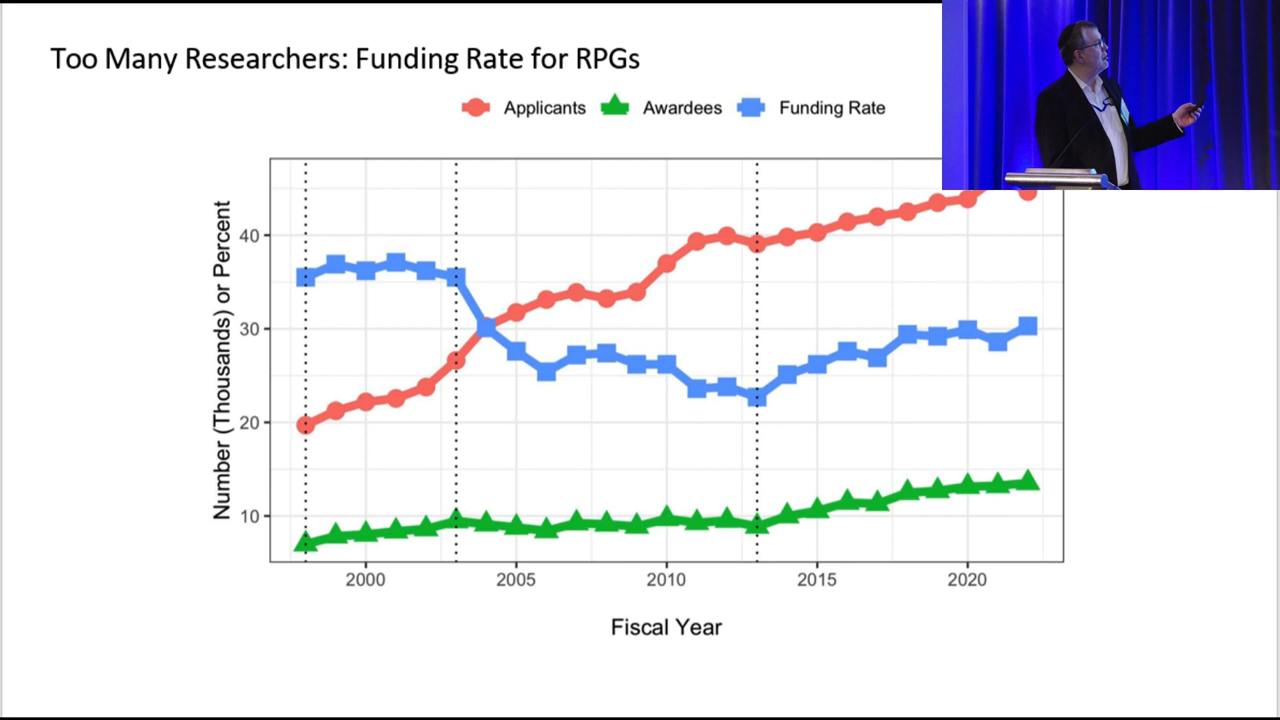 Too Many Researchers: Funding Rate for RPGs
Applicants Awardees Funding Rate
Number (Thousands) or Percent
40
30
20
10
2000 2005 2010 2015 2020
Fiscal Year